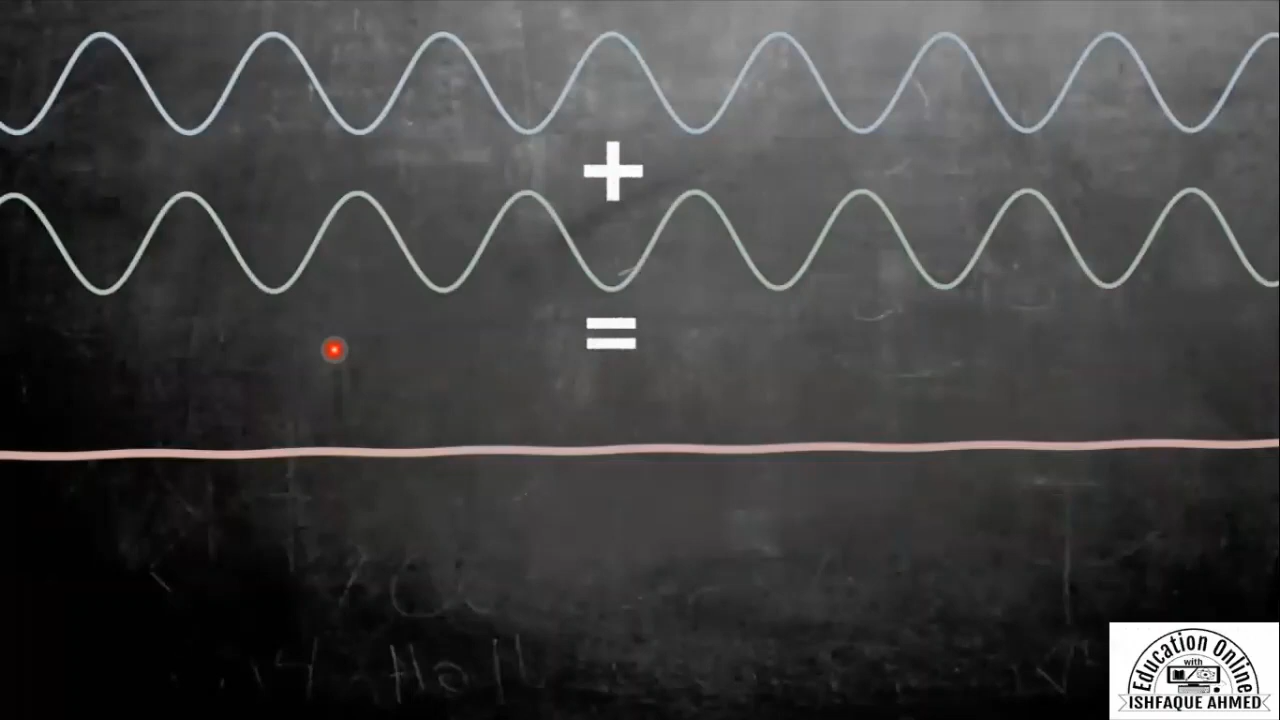 +
=
Education Online
with
ISHFAQUE AHMED